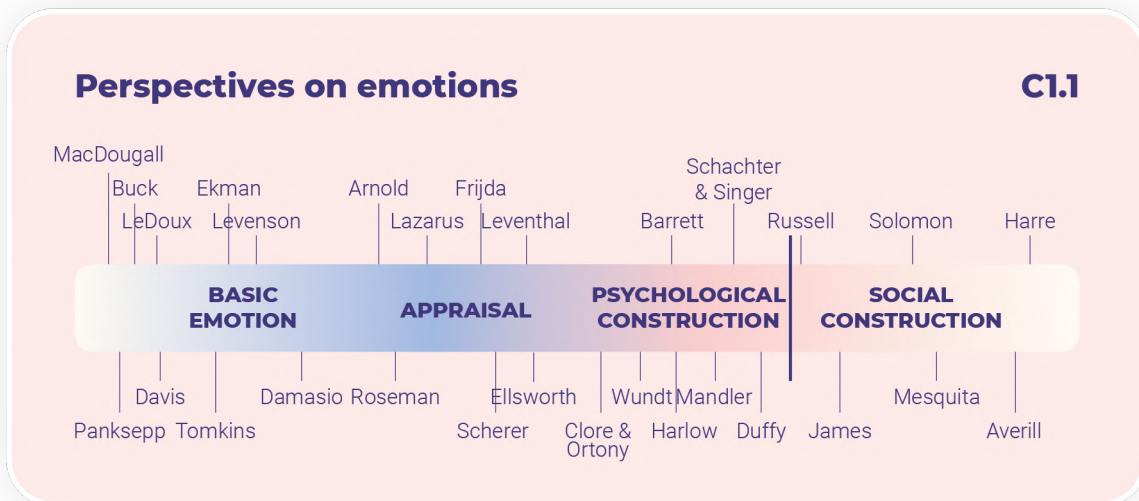 Perspectives on emotions
C1.1
MacDougall
Schachter
& Singer
Buck
Ekman
Arnold
Frijda
LeDoux
Levenson
Lazarus
Leventhal
Barrett
Russell
Solomon
Harre
BASIC
EMOTION
APPRAISAL
PSYCHOLOGICAL
CONSTRUCTION
SOCIAL
CONSTRUCTION
Davis
Damasio
Roseman
Ellsworth
Wundt
Mandler
Mesquita
Panksepp
Tomkins
Scherer
Clore &
Ortony
Harlow
Duffy
James
Averill